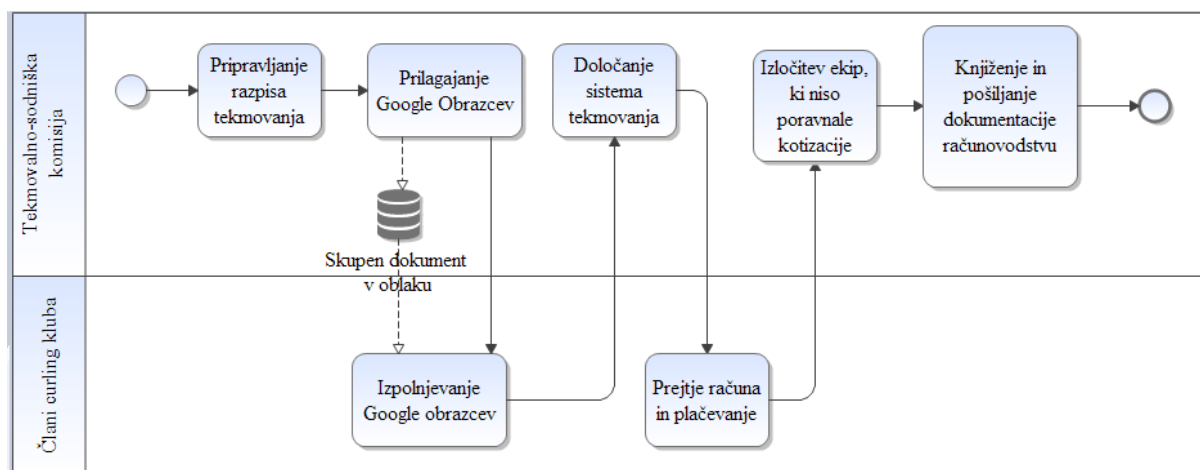 Tekmovalno-sodniška
komisija
Pripravljanje
razpisa
tekmovanja
Prilagajanje
Google Obrazcev
Določanje
sistema
tekmovanja
Izločitev ekip,
ki niso
poravnale
kotizacije
Knjiženje in
pošiljanje
dokumentacije
računovodstvu
Skupen dokument
v oblaku
Člani curling kluba
Izpolnjevanje
Google obrazcev
Prejtje računa
in plačevanje